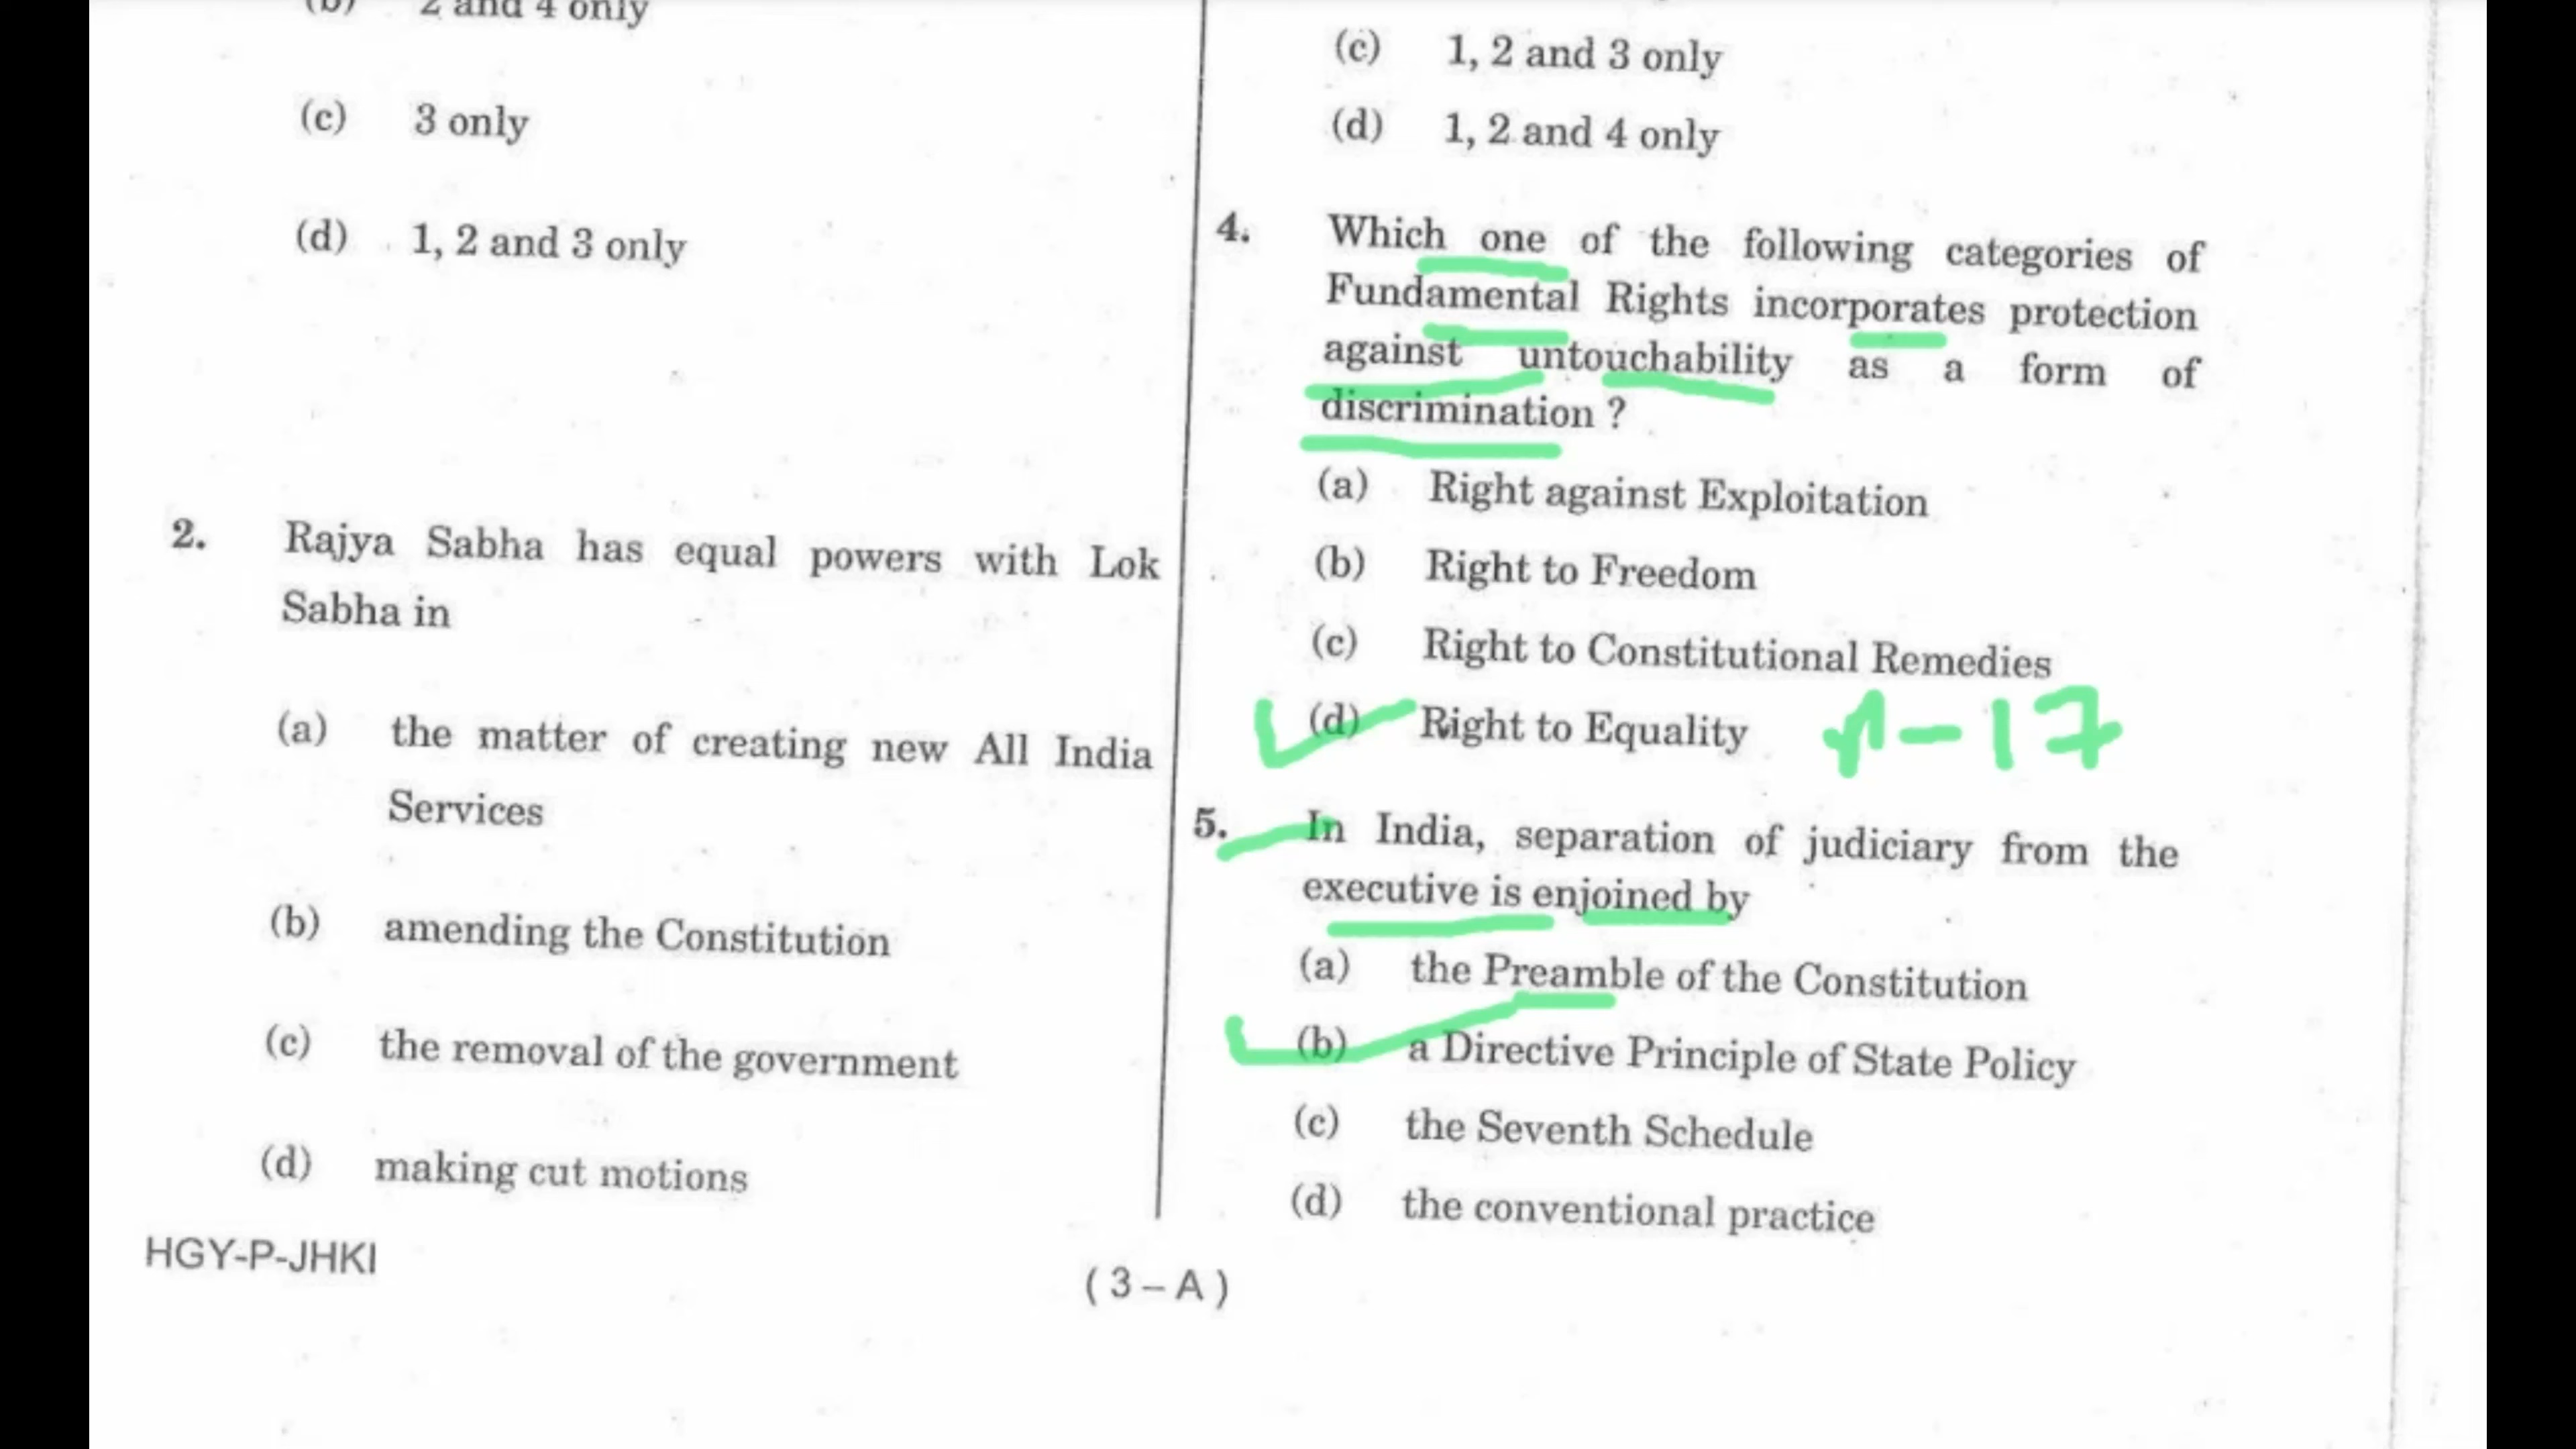 (b) 2 and 4 only
(c) 3 only
(d) 1, 2 and 3 only
2. Rajya Sabha has equal powers with Lok
Sabha in
(a) the matter of creating new All India
Services
(b) amending the Constitution
(c) the removal of the government
(d) making cut motions
HGY-P-JHKI
(c) 1, 2 and 3 only
(d) 1, 2 and 4 only
4. Which one of the following categories of
Fundamental Rights incorporates protection
against untouchability as a form of
discrimination ?
(a) Right against Exploitation
(b) Right to Freedom
(c) Right to Constitutional Remedies
(d) Right to Equality A-17
5. In India, separation of judiciary from the
executive is enjoined by
(a) the Preamble of the Constitution
(b) a Directive Principle of State Policy
(c) the Seventh Schedule
(d) the conventional practice
( 3 – A )